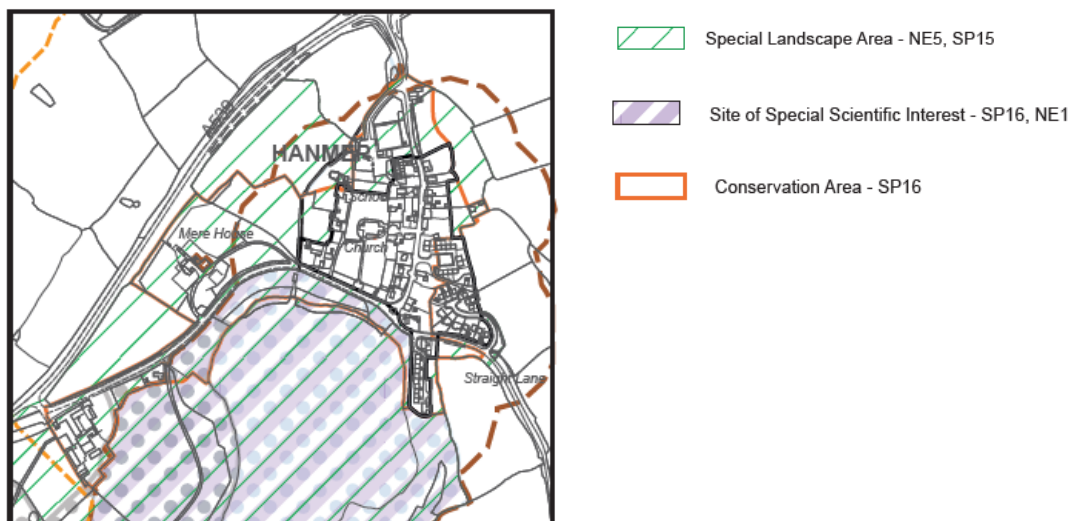 A539
HANMER
School
Mere House
Church
Straight Lane
Special Landscape Area - NE5, SP15
Site of Special Scientific Interest - SP16, NE1
Conservation Area - SP16